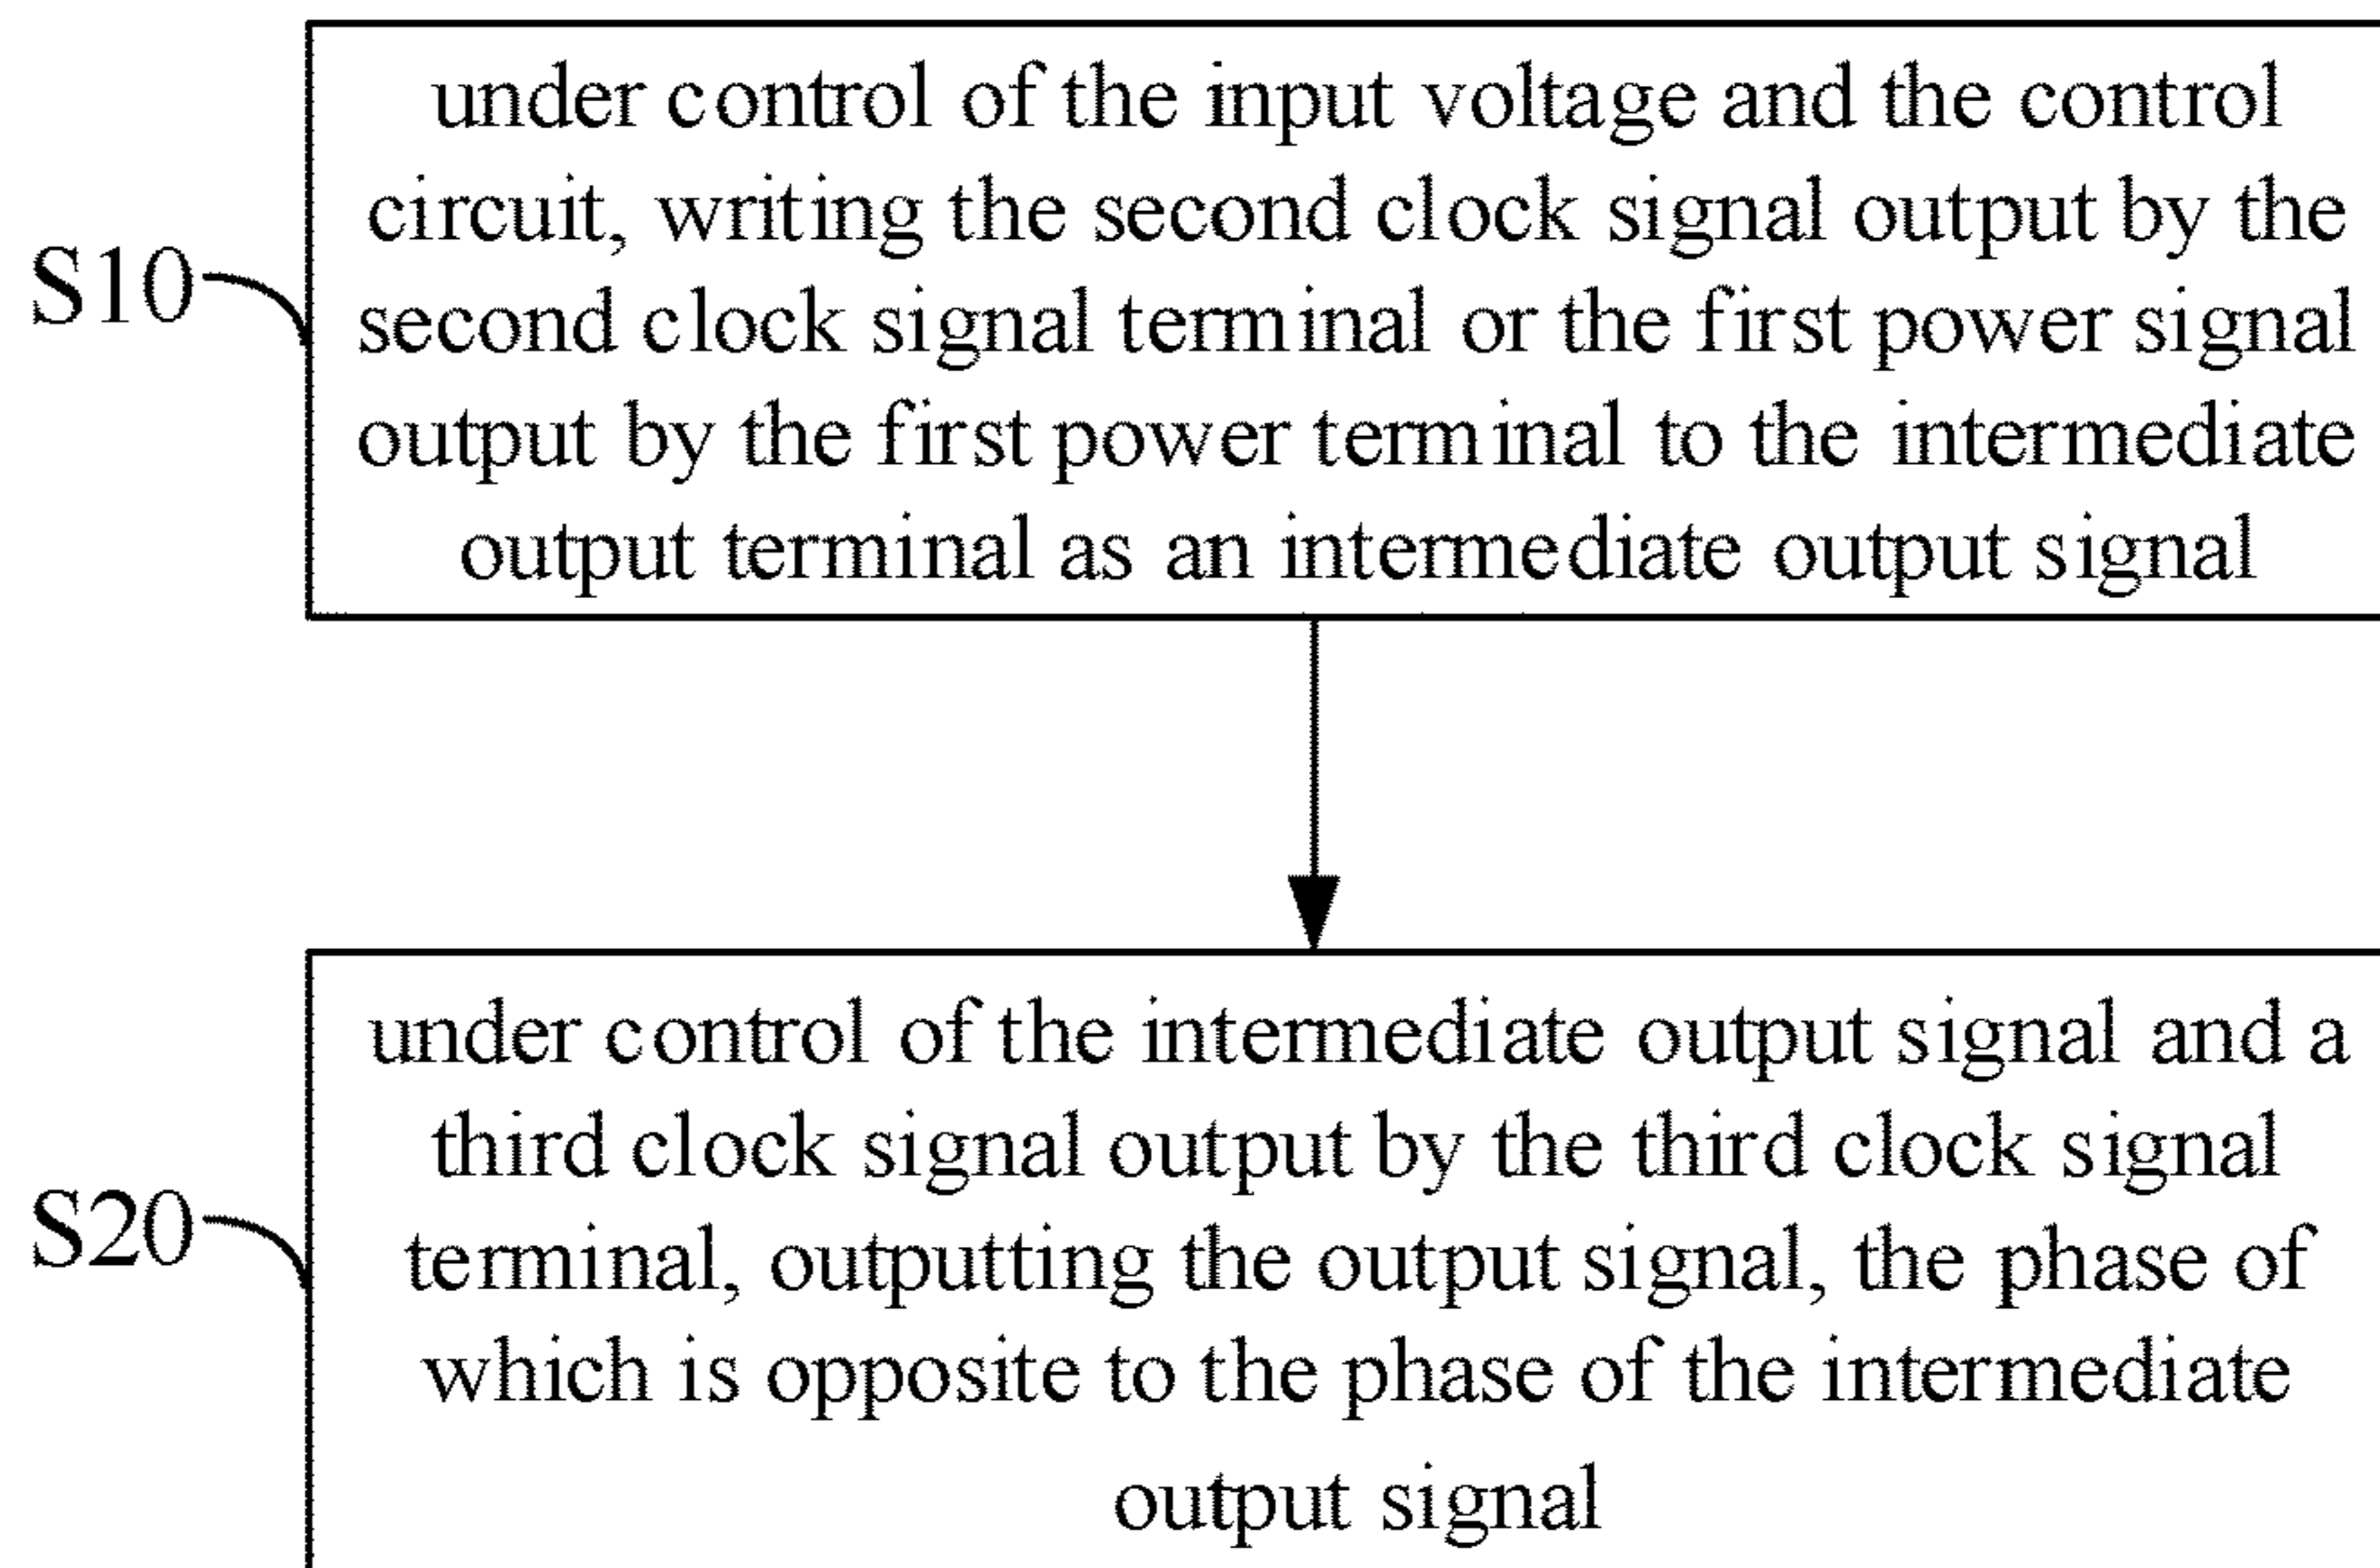 under control of the input voltage and the control
circuit, writing the second clock signal output by the
S10
second clock signal terminal or the first power signal
output by the first power terminal to the intermediate
output terminal as an intermediate output signal
under control of the intermediate output signal and a
third clock signal output by the third clock signal
S20
terminal, outputting the output signal, the phase of
which is opposite to the phase of the intermediate
output signal